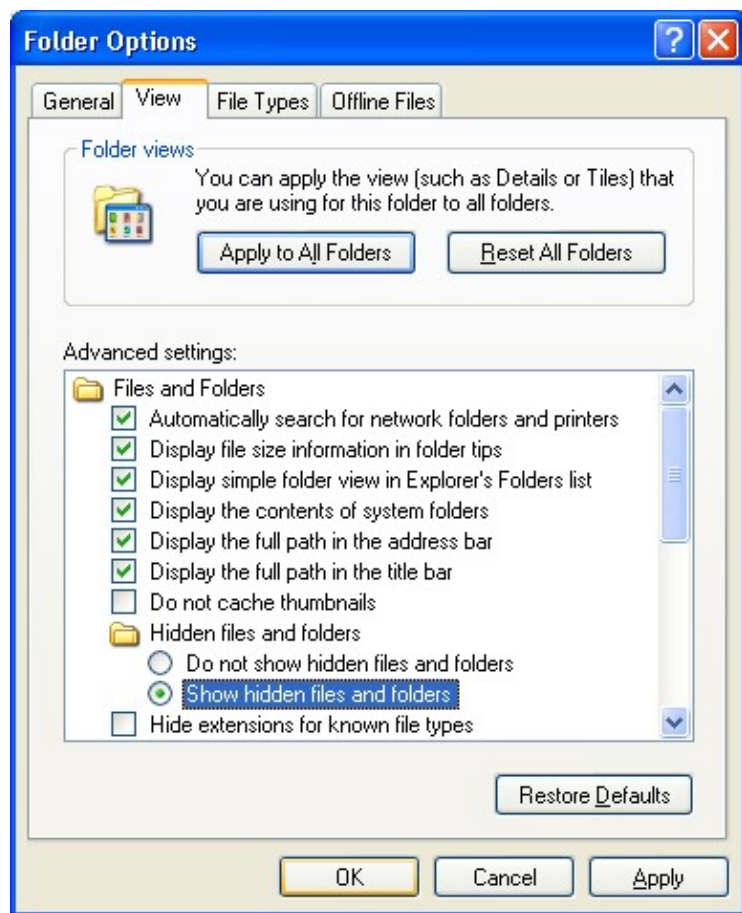 Folder Options
General View File Types Offline Files
Folder views
You can apply the view (such as Details or Tiles) that
you are using for this folder to all folders.
Apply to All Folders Reset All Folders
Advanced settings:
Files and Folders
Automatically search for network folders and printers
Display file size information in folder tips
Display simple folder view in Explorer's Folders list
Display the contents of system folders
Display the full path in the address bar
Display the full path in the title bar
Do not cache thumbnails
Hidden files and folders
Do not show hidden files and folders
Show hidden files and folders
Hide extensions for known file types
Restore Defaults
OK Cancel Apply